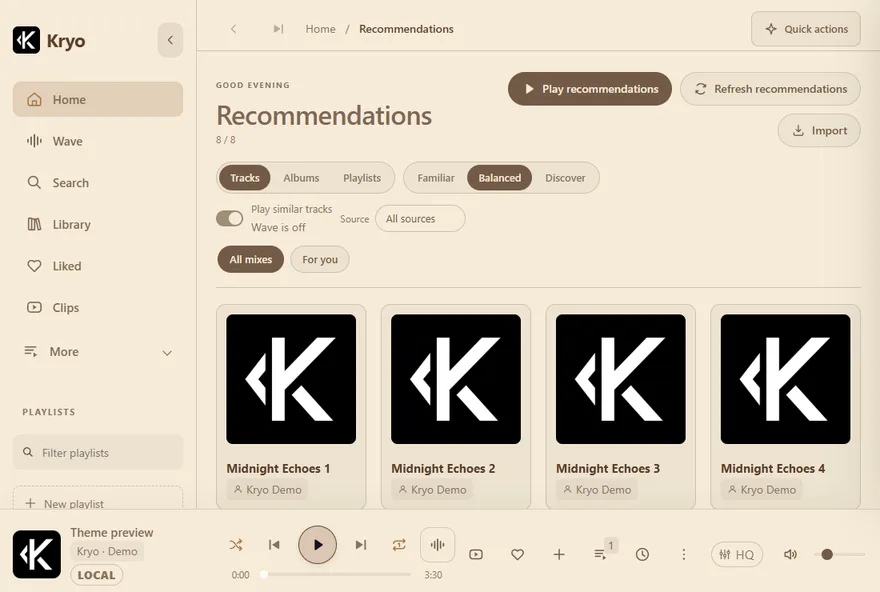 Kryo
Home / Recommendations
Quick actions
Home
Wave
Search
Library
Liked
Clips
More
PLAYLISTS
Filter playlists
New playlist
GOOD EVENING
Recommendations
8 / 8
Play recommendations
Refresh recommendations
Import
Tracks Albums Playlists
Familiar Balanced Discover
Play similar tracks
Wave is off
Source
All sources
All mixes
For you
Midnight Echoes 1
Kryo Demo
Midnight Echoes 2
Kryo Demo
Midnight Echoes 3
Kryo Demo
Midnight Echoes 4
Kryo Demo
Theme preview
Kryo · Demo
LOCAL
0:00
3:30
1
HQ